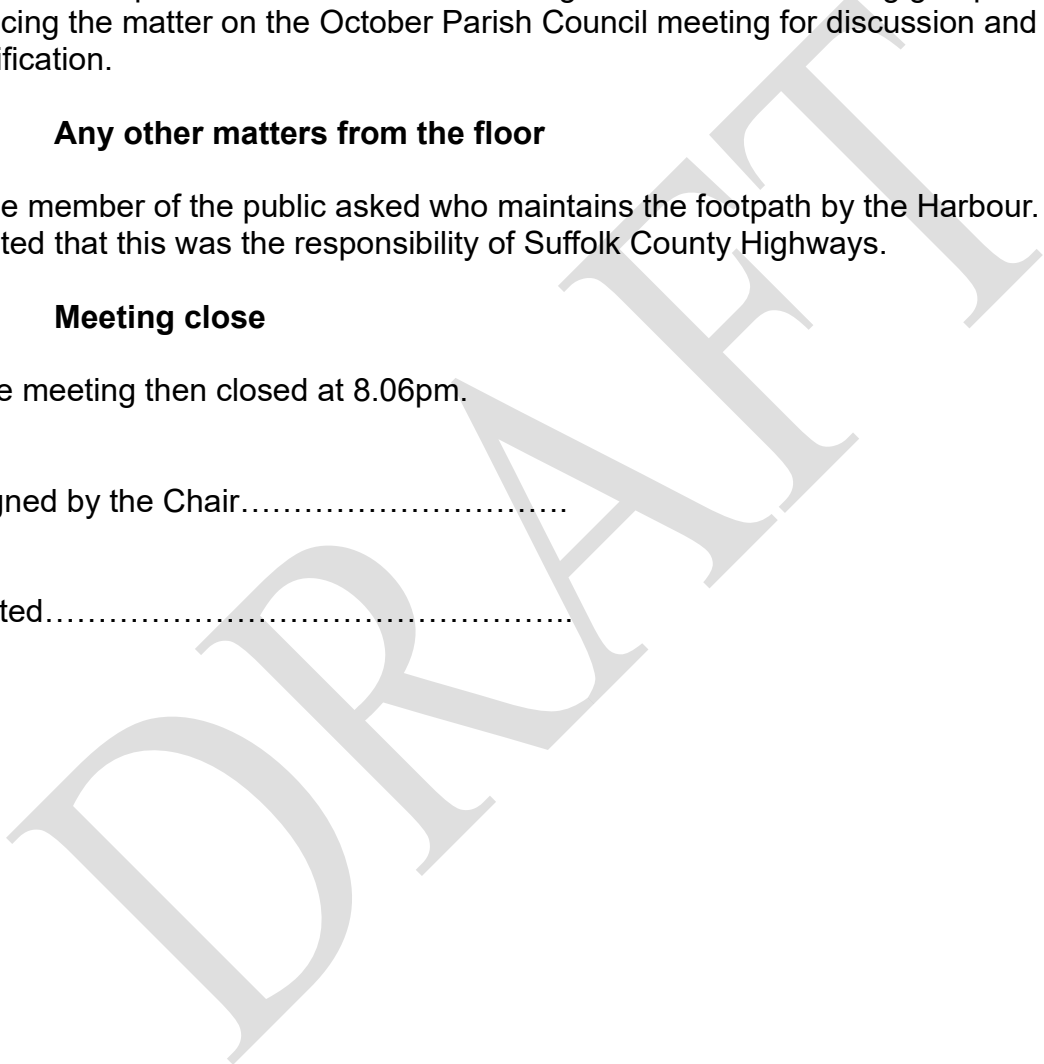 cing the matter on the October Parish Council meeting for discussion and
ification.
Any other matters from the floor
e member of the public asked who maintains the footpath by the Harbour.
ted that this was the responsibility of Suffolk County Highways.
Meeting close
e meeting then closed at 8.06pm.
gned by the Chair………………………….
ted…………………………………………..
DRAFT